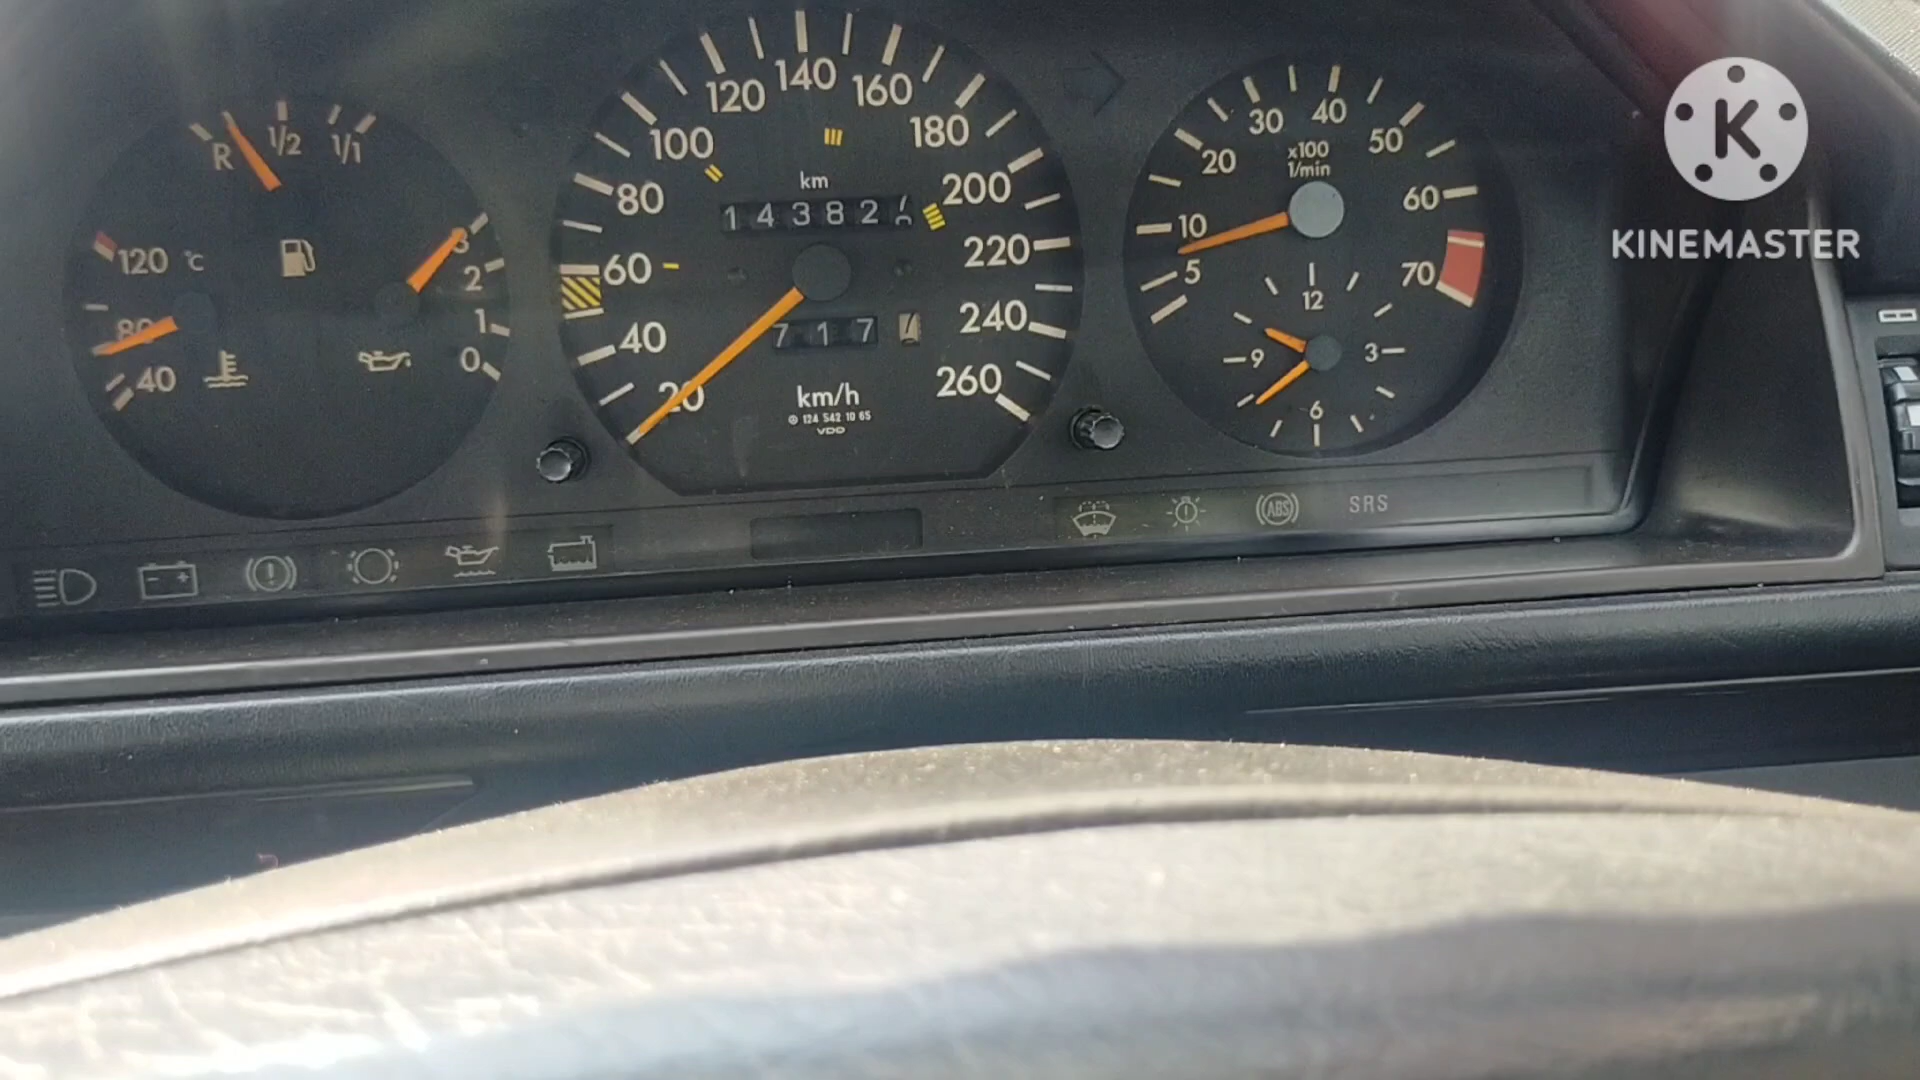 R 1/2 1/1
120 °C
80
40
3
2
1
0
20
40
60
80
100
120
140
160
180
200
220
240
260
km
1 4 3 8 2
7 1 7
km/h
124 542 10 65
VDO
5
10
20
30
40
50
60
70
x100
1/min
12
3
6
9
ABS
SRS
K
KINEMASTER